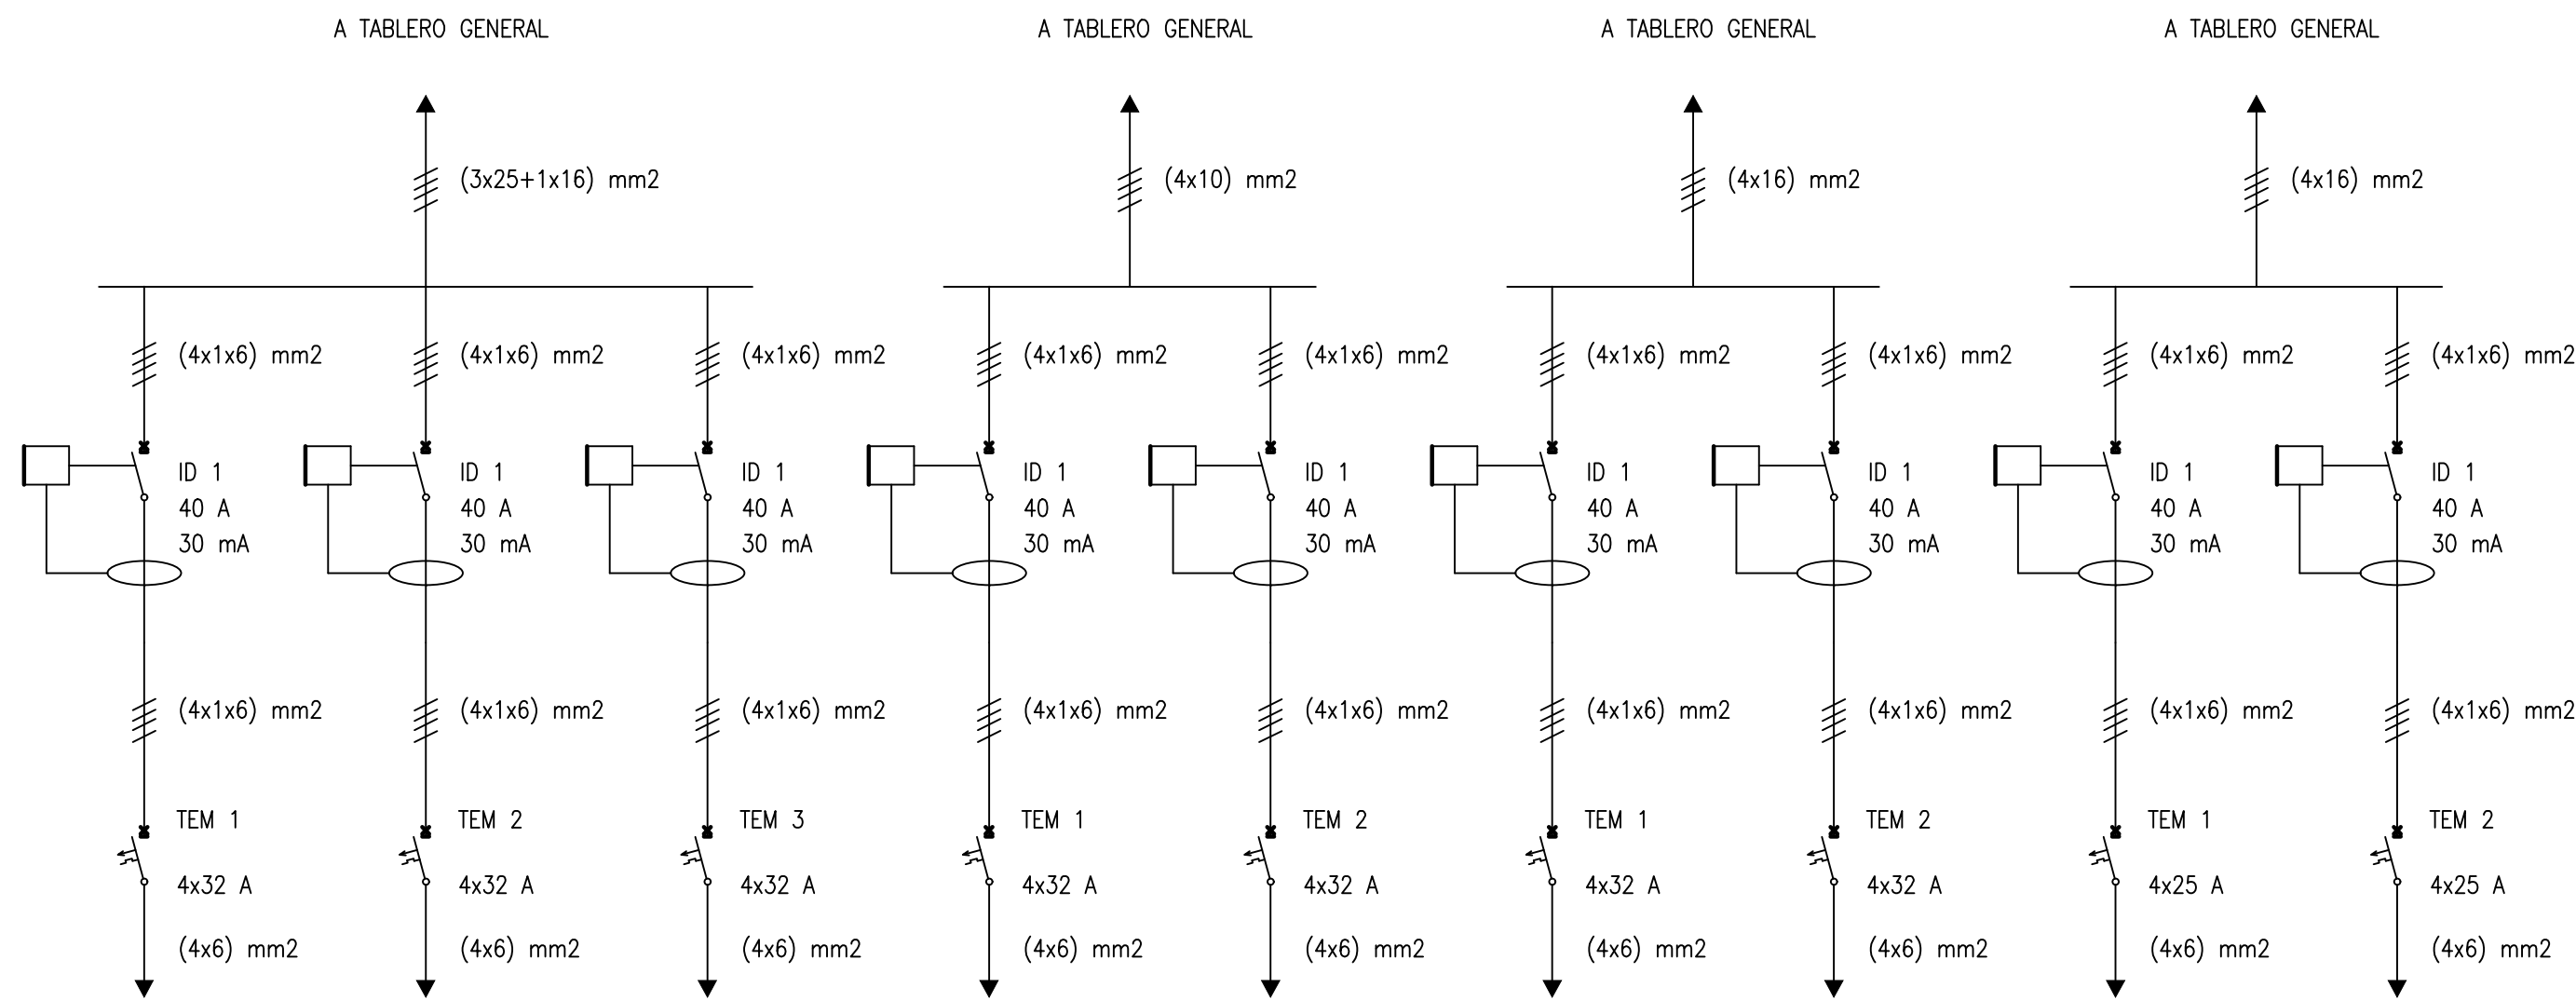 A TABLERO GENERAL
A TABLERO GENERAL
A TABLERO GENERAL
A TABLERO GENERAL
(3x25+1x16) mm2
(4x10) mm2
(4x16) mm2
(4x16) mm2
(4x1x6) mm2
(4x1x6) mm2
(4x1x6) mm2
(4x1x6) mm2
(4x1x6) mm2
(4x1x6) mm2
(4x1x6) mm2
(4x1x6) mm2
(4x1x6) mm2
ID 1
40 A
30 mA
ID 1
40 A
30 mA
ID 1
40 A
30 mA
ID 1
40 A
30 mA
ID 1
40 A
30 mA
ID 1
40 A
30 mA
ID 1
40 A
30 mA
ID 1
40 A
30 mA
ID 1
40 A
30 mA
(4x1x6) mm2
(4x1x6) mm2
(4x1x6) mm2
(4x1x6) mm2
(4x1x6) mm2
(4x1x6) mm2
(4x1x6) mm2
(4x1x6) mm2
(4x1x6) mm2
TEM 1
4x32 A
(4x6) mm2
TEM 2
4x32 A
(4x6) mm2
TEM 3
4x32 A
(4x6) mm2
TEM 1
4x32 A
(4x6) mm2
TEM 2
4x32 A
(4x6) mm2
TEM 1
4x32 A
(4x6) mm2
TEM 2
4x32 A
(4x6) mm2
TEM 1
4x25 A
(4x6) mm2
TEM 2
4x25 A
(4x6) mm2